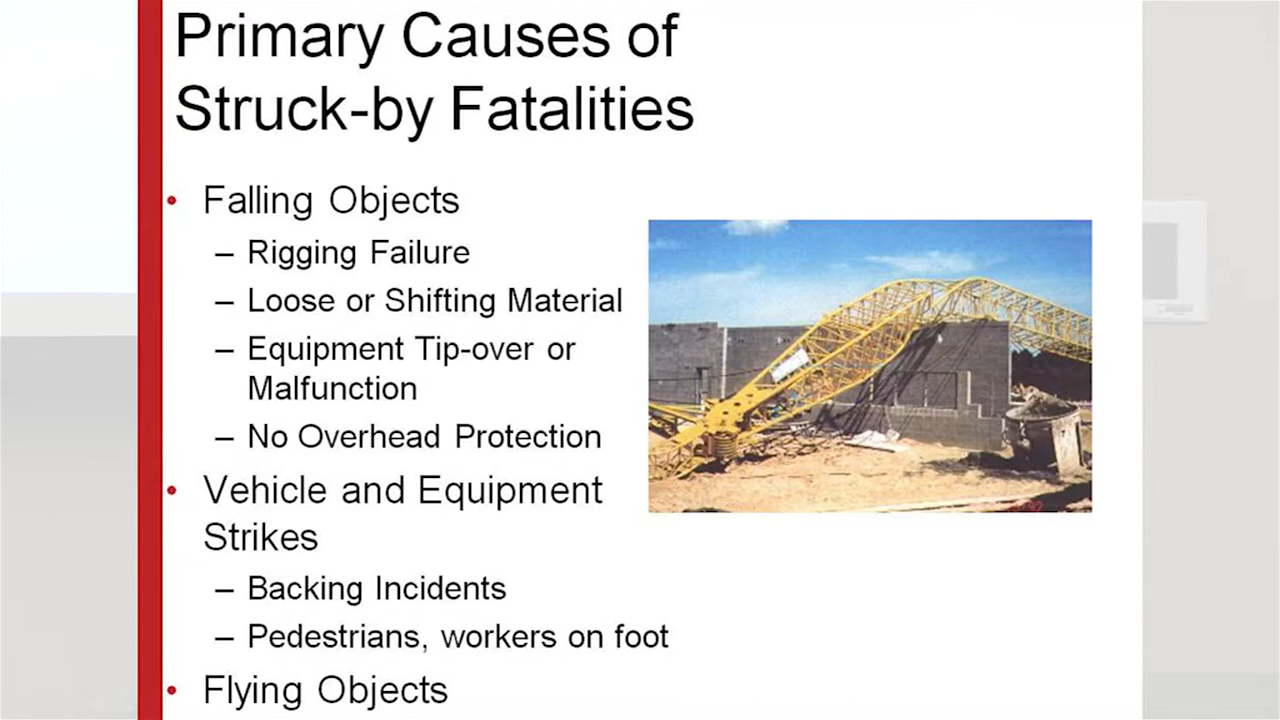 Primary Causes of
Struck-by Fatalities
• Falling Objects
– Rigging Failure
– Loose or Shifting Material
– Equipment Tip-over or
Malfunction
– No Overhead Protection
• Vehicle and Equipment
Strikes
– Backing Incidents
– Pedestrians, workers on foot
• Flying Objects